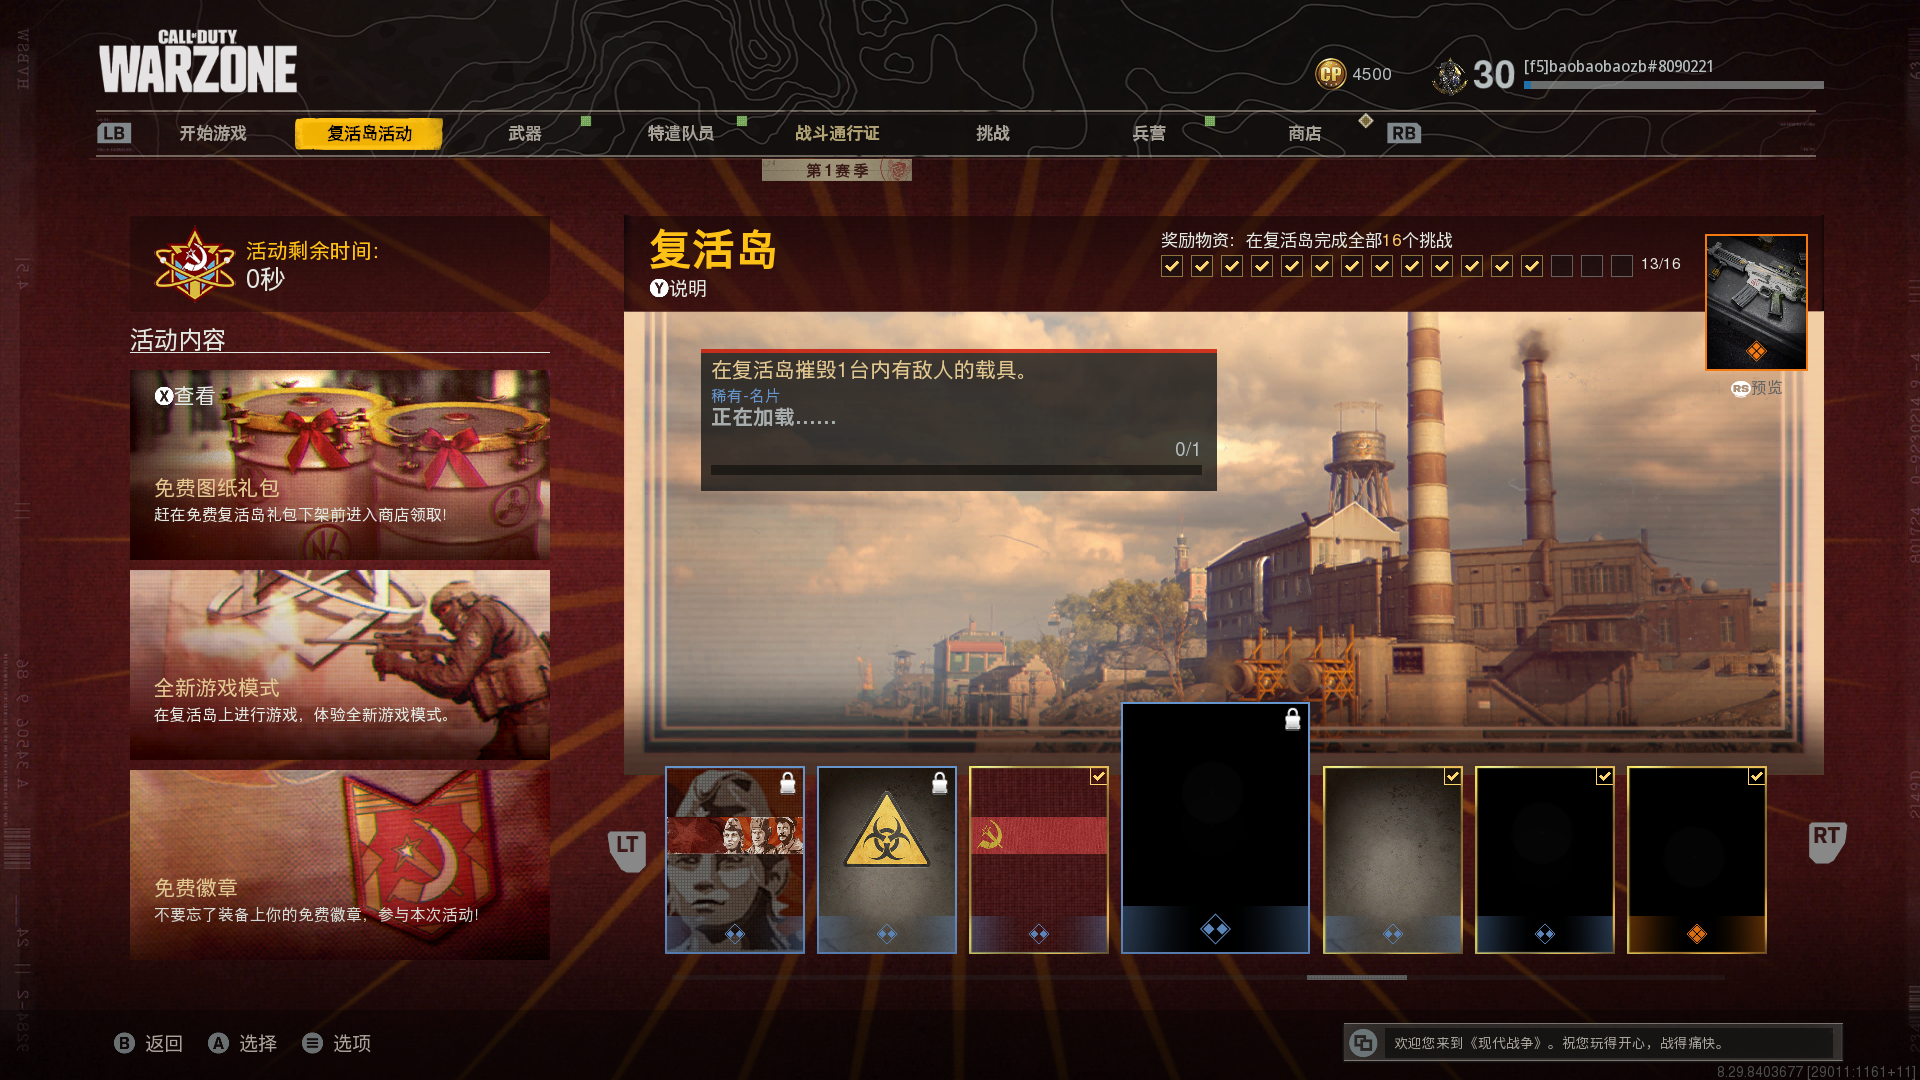 CALL OF DUTY
WARZONE
CP 4500
30
[f5]baobaobaozb#8090221
LB
开始游戏
复活岛活动
武器
特遣队员
战斗通行证
挑战
兵营
商店
RB
第1赛季
活动剩余时间:
0秒
活动内容
X查看
免费图纸礼包
赶在免费复活岛礼包下架前进入商店领取!
全新游戏模式
在复活岛上进行游戏，体验全新游戏模式。
免费徽章
不要忘了装备上你的免费徽章，参与本次活动!
复活岛
Y说明
奖励物资：在复活岛完成全部16个挑战
13/16
RS预览
在复活岛摧毁1台内有敌人的载具。
稀有-名片
正在加载......
0/1
LT
RT
B 返回
A 选择
选项
欢迎您来到《现代战争》。祝您玩得开心，战得痛快。
8.29.8403677 [29011:1161+11]